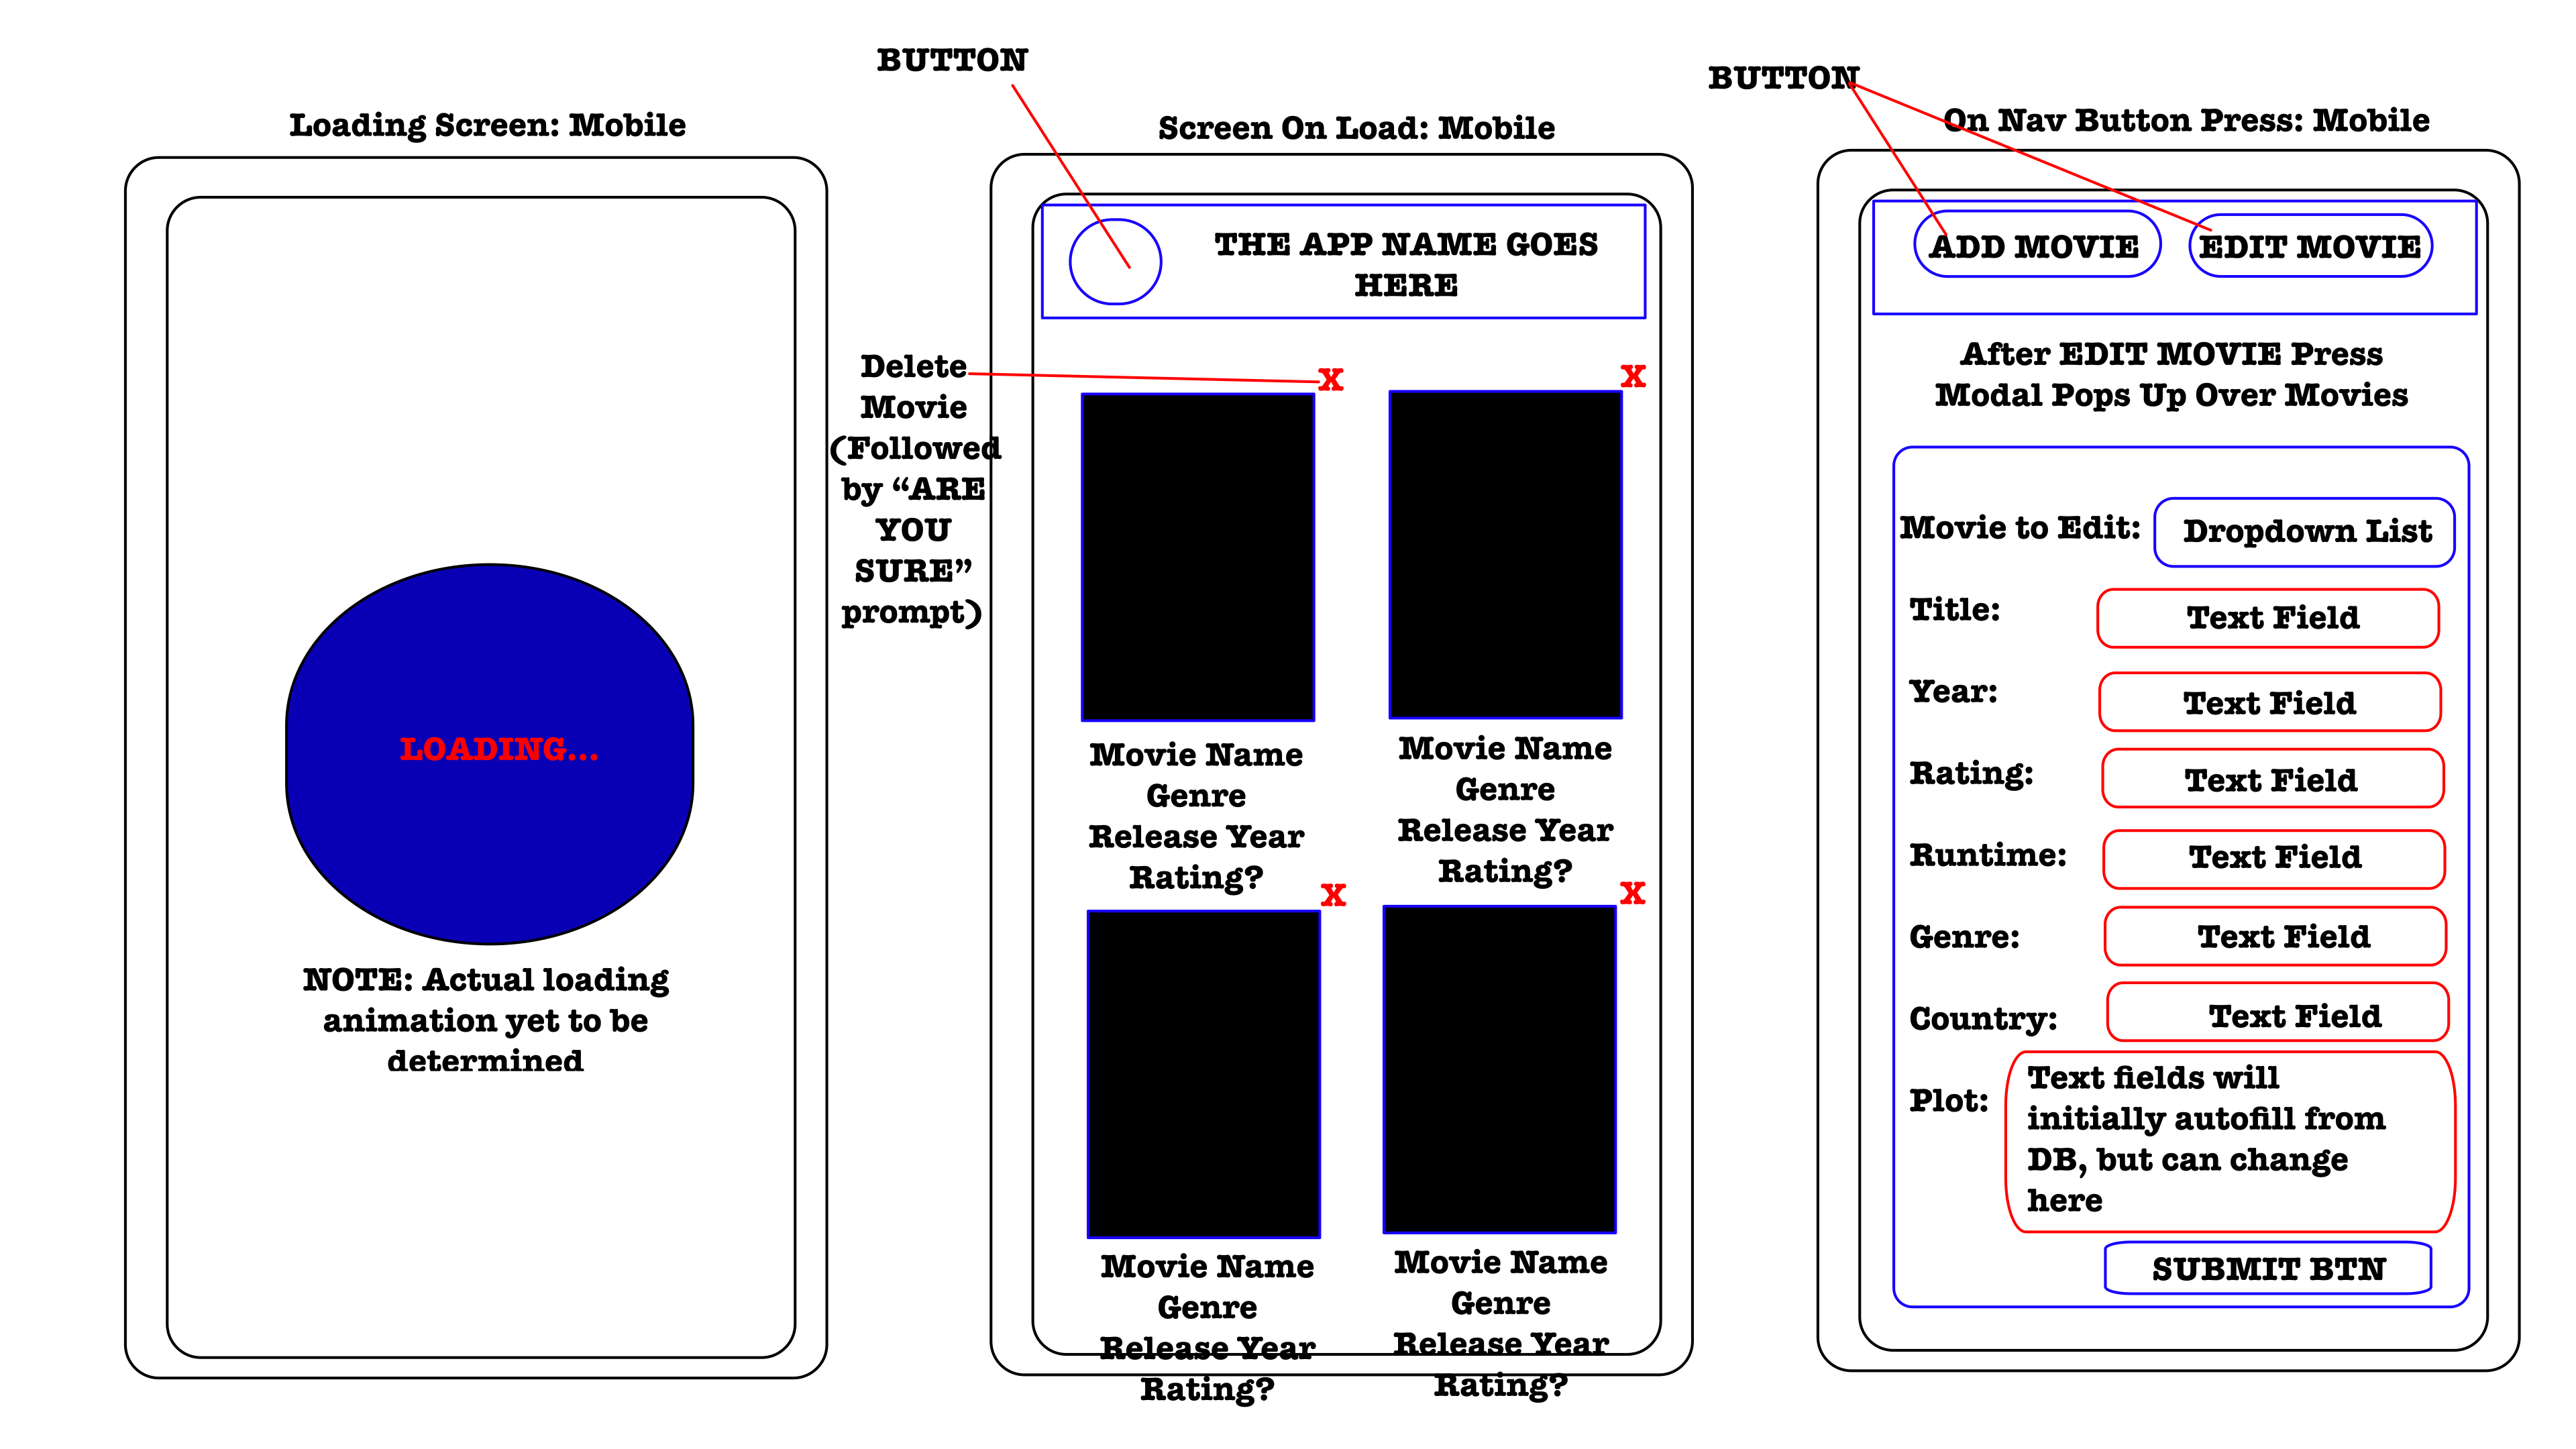 Loading Screen: Mobile
LOADING...
NOTE: Actual loading
animation yet to be
determined
BUTTON
Screen On Load: Mobile
THE APP NAME GOES
HERE
Delete
Movie
(Followed
by “ARE
YOU
SURE”
prompt)
X
X
Movie Name
Genre
Release Year
Rating?
Movie Name
Genre
Release Year
Rating?
X
X
Movie Name
Genre
Release Year
Rating?
Movie Name
Genre
Release Year
Rating?
BUTTON
On Nav Button Press: Mobile
ADD MOVIE
EDIT MOVIE
After EDIT MOVIE Press
Modal Pops Up Over Movies
Movie to Edit: Dropdown List
Title: Text Field
Year: Text Field
Rating: Text Field
Runtime: Text Field
Genre: Text Field
Country: Text Field
Plot:
Text fields will
initially autofill from
DB, but can change
here
SUBMIT BTN